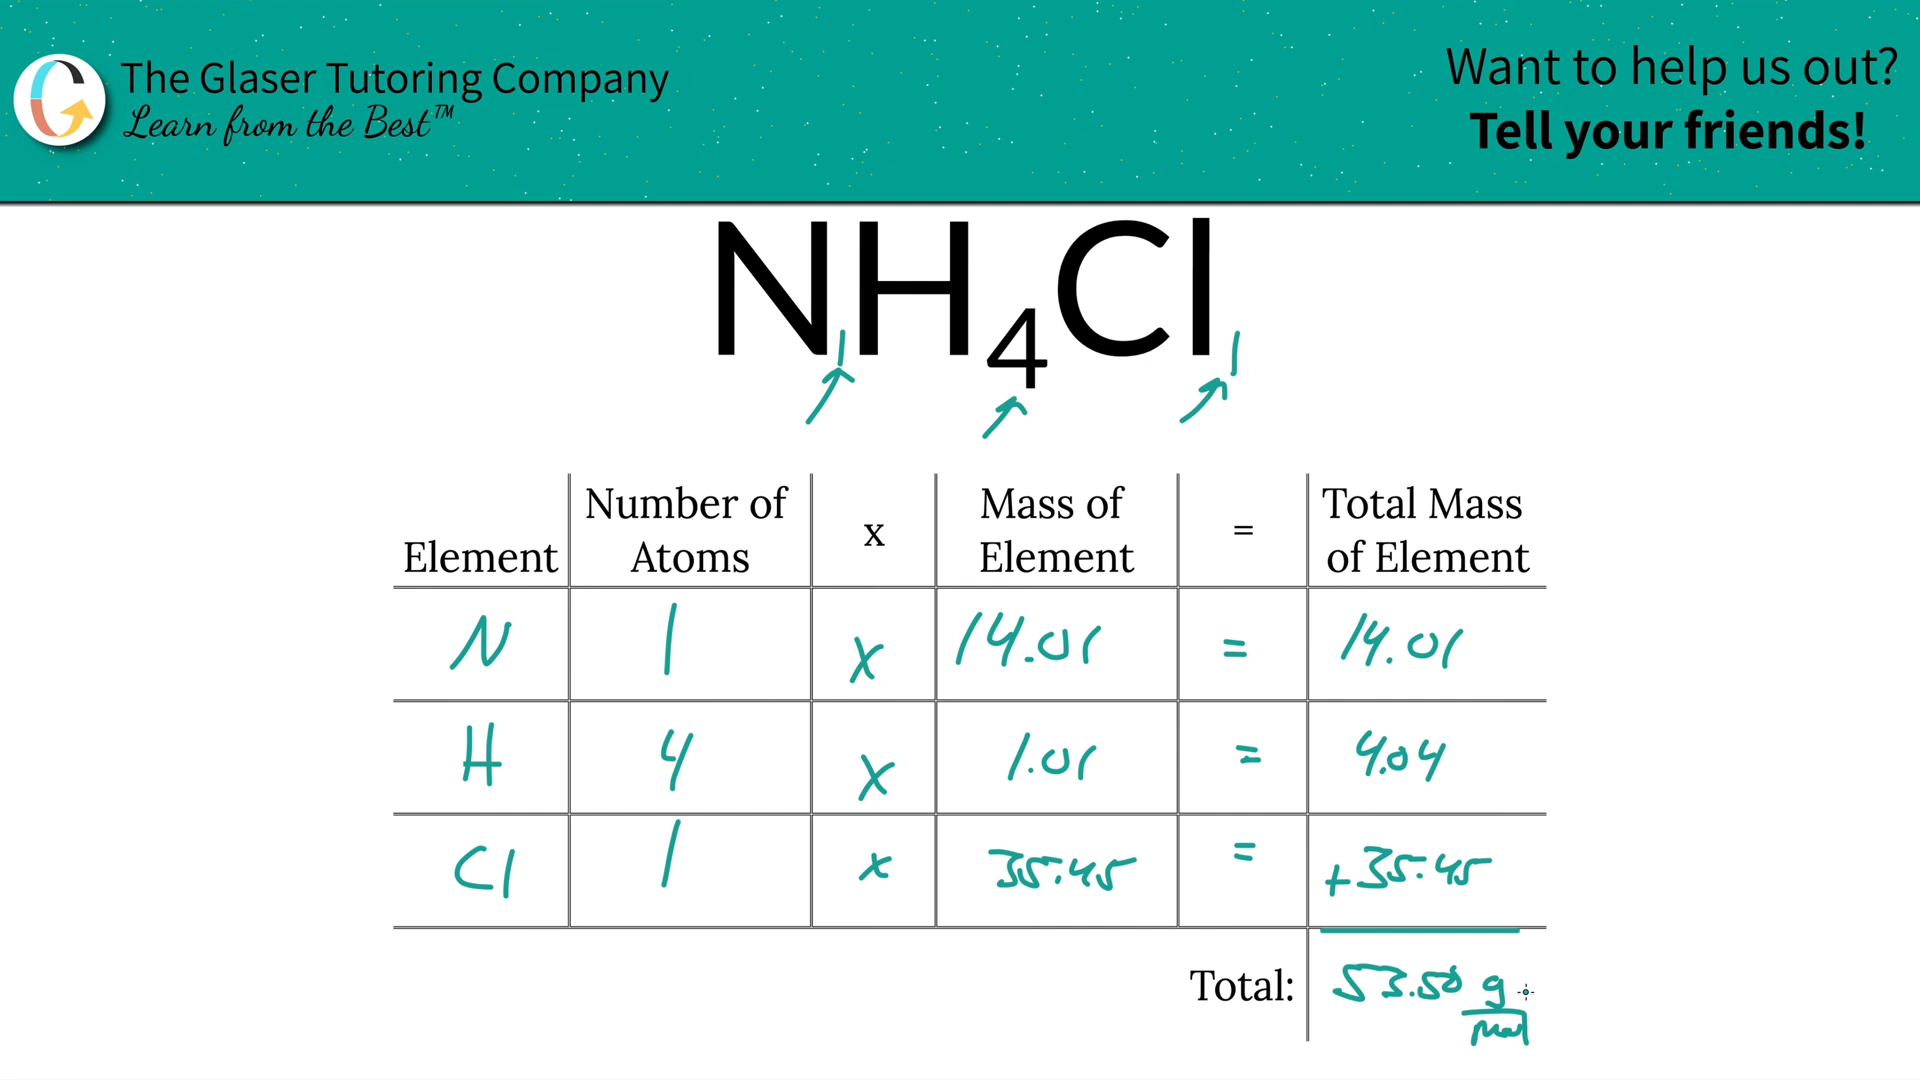 The Glaser Tutoring Company
Learn from the Best™
Want to help us out?
Tell your friends!
NH₄Cl
1 1
Element Number of Atoms x Mass of Element = Total Mass of Element
N 1 x 14.01 = 14.01
H 4 x 1.01 = 4.04
Cl 1 x 35.45 = +35.45
Total: 53.50 g
mol